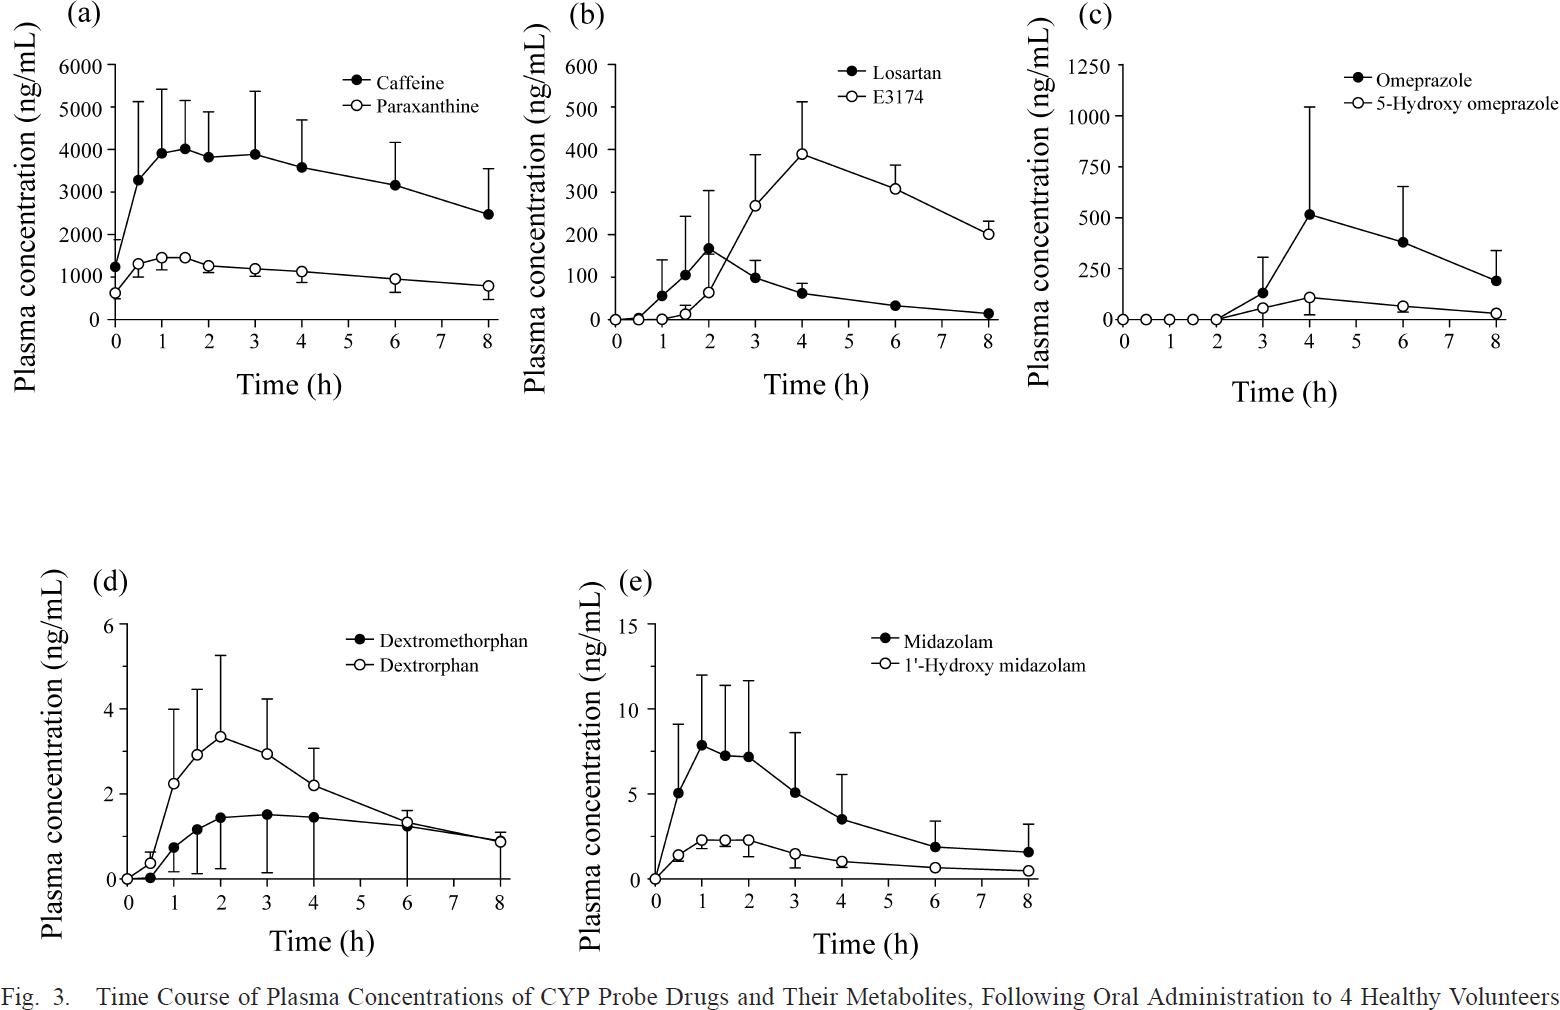 (a)
Plasma concentration (ng/mL)
6000
5000
4000
3000
2000
1000
0
Caffeine
Paraxanthine
0 1 2 3 4 5 6 7 8
Time (h)
(b)
Plasma concentration (ng/mL)
600
500
400
300
200
100
0
Losartan
E3174
0 1 2 3 4 5 6 7 8
Time (h)
(c)
Plasma concentration (ng/mL)
1250
1000
750
500
250
0
Omeprazole
5-Hydroxy omeprazole
0 1 2 3 4 5 6 7 8
Time (h)
(d)
Plasma concentration (ng/mL)
6
4
2
0
Dextromethorphan
Dextrorphan
0 1 2 3 4 5 6 7 8
Time (h)
(e)
Plasma concentration (ng/mL)
15
10
5
0
Midazolam
1'-Hydroxy midazolam
0 1 2 3 4 5 6 7 8
Time (h)
Fig. 3. Time Course of Plasma Concentrations of CYP Probe Drugs and Their Metabolites, Following Oral Administration to 4 Healthy Volunteers